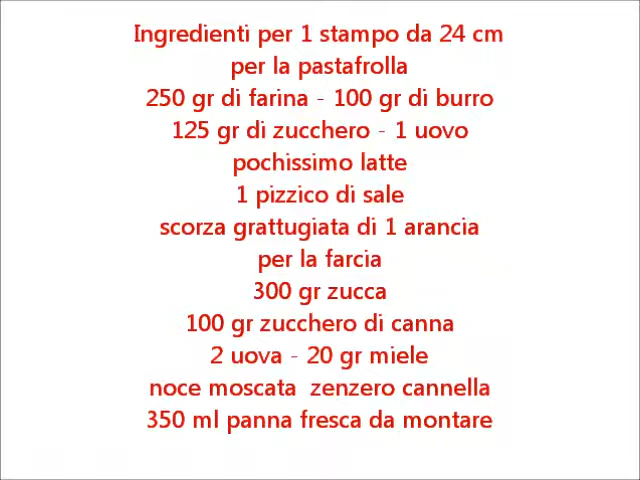 Ingredienti per 1 stampo da 24 cm
per la pastafrolla
250 gr di farina - 100 gr di burro
125 gr di zucchero - 1 uovo
pochissimo latte
1 pizzico di sale
scorza grattugiata di 1 arancia
per la farcia
300 gr zucca
100 gr zucchero di canna
2 uova - 20 gr miele
noce moscata  zenzero cannella
350 ml panna fresca da montare